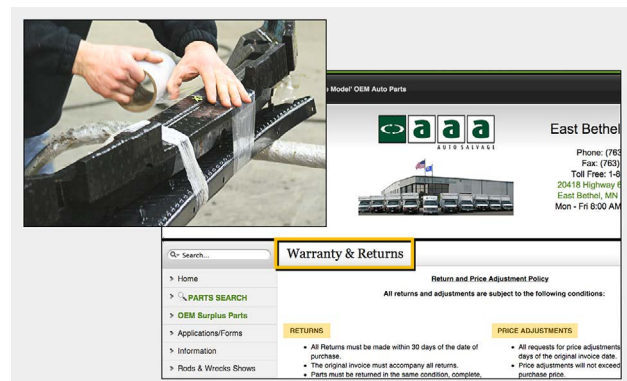 Model' OEM Auto Parts
aaa
AUTO SALVAGE
East Bethel
Phone: (763
Fax: (763)
Toll Free: 1-8
20418 Highway 6
East Bethel, MN
Mon - Fri 8:00 AM
Search...
Home
PARTS SEARCH
OEM Surplus Parts
Applications/Forms
Information
Rods & Wrecks Shows
Warranty & Returns
Return and Price Adjustment Policy
All returns and adjustments are subject to the following conditions:
RETURNS
• All Returns must be made within 30 days of the date of
purchase.
• The original invoice must accompany all returns.
• Parts must be returned in the same condition, complete,
PRICE ADJUSTMENTS
• All requests for price adjustments
days of the original invoice date.
• Price adjustments will not exceed
purchase price.